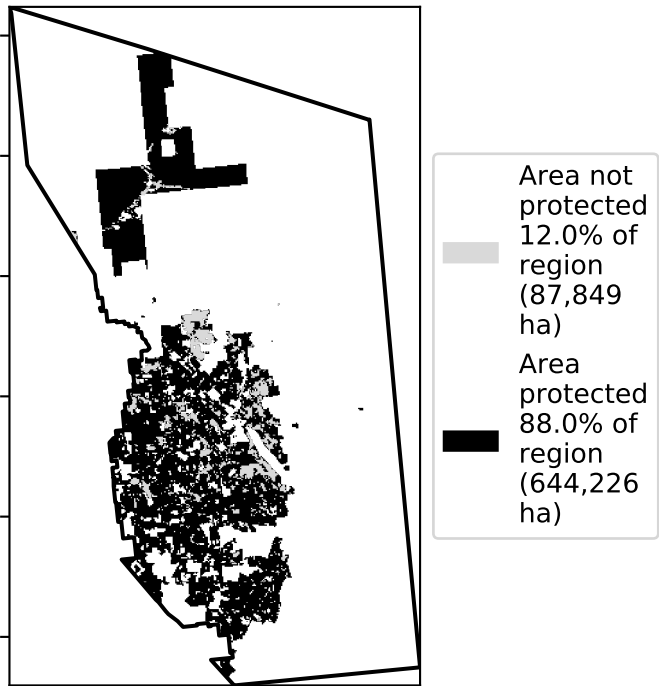 Area not
protected
12.0% of
region
(87,849
ha)
Area
protected
88.0% of
region
(644,226
ha)